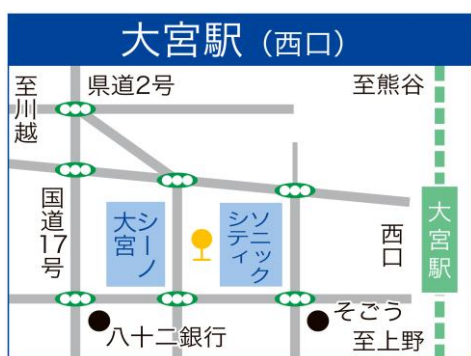 大宮駅（西口）
至川越
県道2号
至熊谷
国道17号
シーノ
大宮
ソニック
シティ
西口
大宮駅
そごう
八十二銀行
至上野